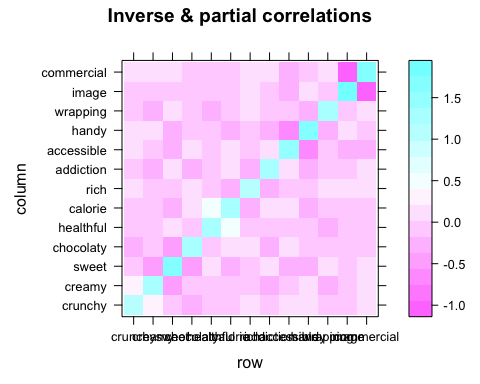 Inverse & partial correlations
commercial
image
wrapping
handy
accessible
addiction
rich
calorie
healthful
chocolaty
sweet
creamy
crunchy
column
1.5
1.0
0.5
0.0
-0.5
-1.0
row